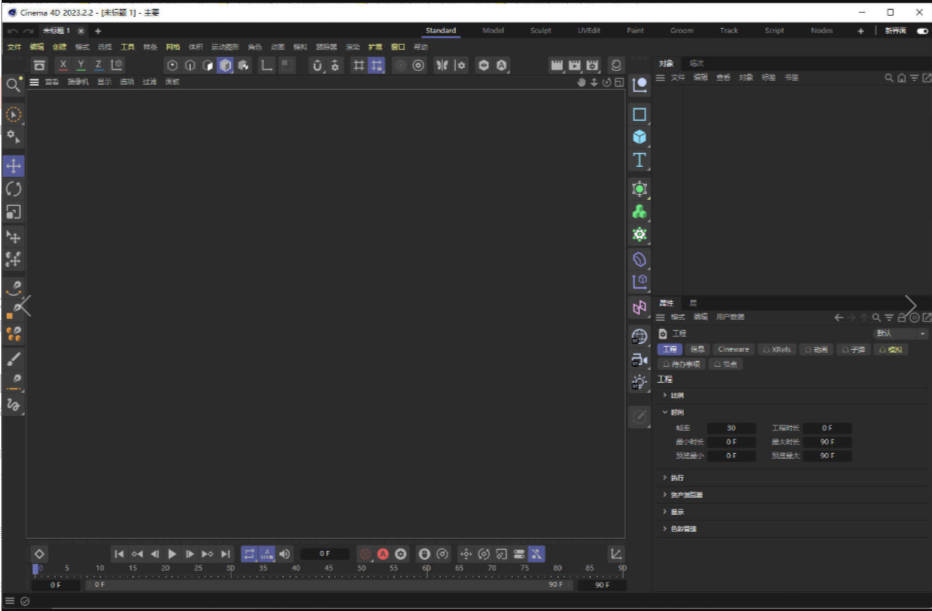 Cinema 4D 2023.2.2 - [未标题 1] - 主要
未标题 1 × +
Standard Model Sculpt UVEdit Paint Groom Track Script Nodes + 新界面
文件 编辑 创建 模式 选择 工具 样条 网格 体积 运动图形 角色 动画 模拟 跟踪器 渲染 扩展 窗口 帮助
X Y Z
对象 场次
查看 摄像机 显示 选项 过滤 面板
文件 编辑 查看 对象 标签 书签
属性 层
模式 编辑 用户数据
工程
默认
工程 信息 Cineware XRefs 动画 子弹 模拟
待办事项 节点
工程
比例
时间
帧率 30 工程时长 0 F
最小时长 0 F 最大时长 90 F
预览最小 0 F 预览最大 90 F
执行
资产浏览器
显示
色彩管理
0 F
0 5 10 15 20 25 30 35 40 45 50 55 60 65 70 75 80 85 90
0 F 0 F 90 F 90 F